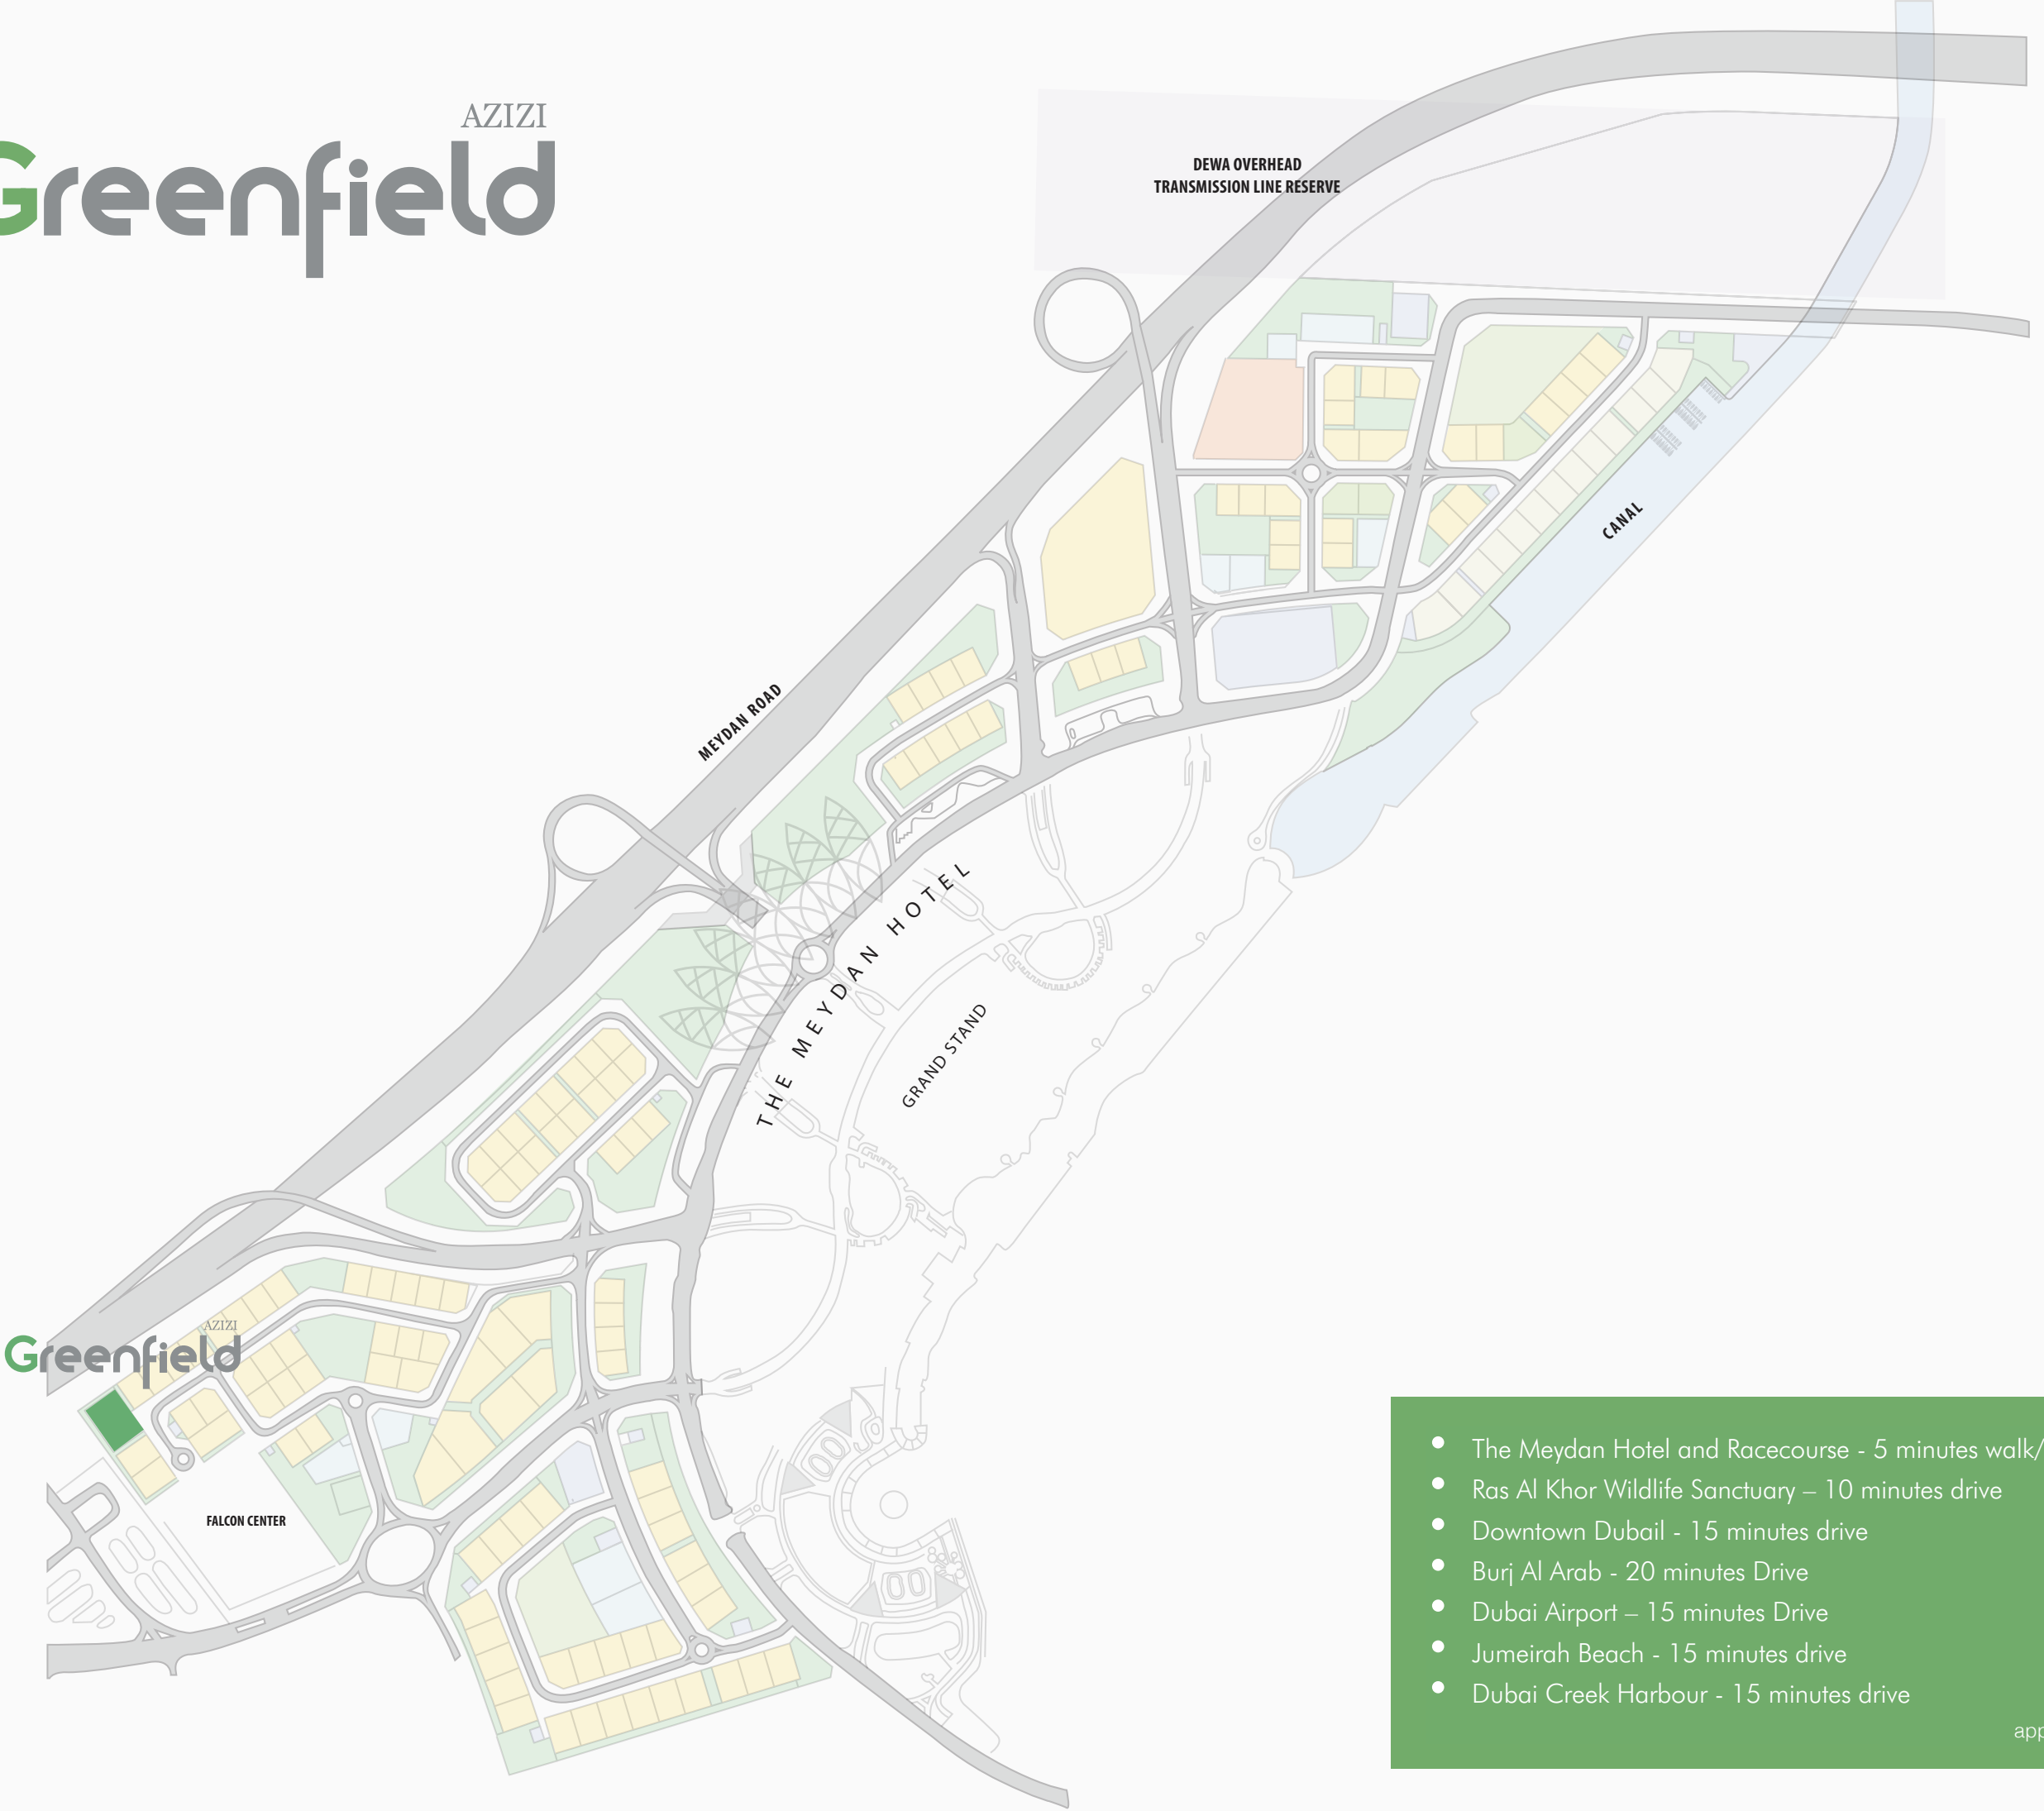 AZIZI
Greenfield
DEWA OVERHEAD
TRANSMISSION LINE RESERVE
CANAL
MEYDAN ROAD
THE MEYDAN HOTEL
GRAND STAND
AZIZI
Greenfield
FALCON CENTER
• The Meydan Hotel and Racecourse - 5 minutes walk/
• Ras Al Khor Wildlife Sanctuary – 10 minutes drive
• Downtown Dubail - 15 minutes drive
• Burj Al Arab - 20 minutes Drive
• Dubai Airport – 15 minutes Drive
• Jumeirah Beach - 15 minutes drive
• Dubai Creek Harbour - 15 minutes drive